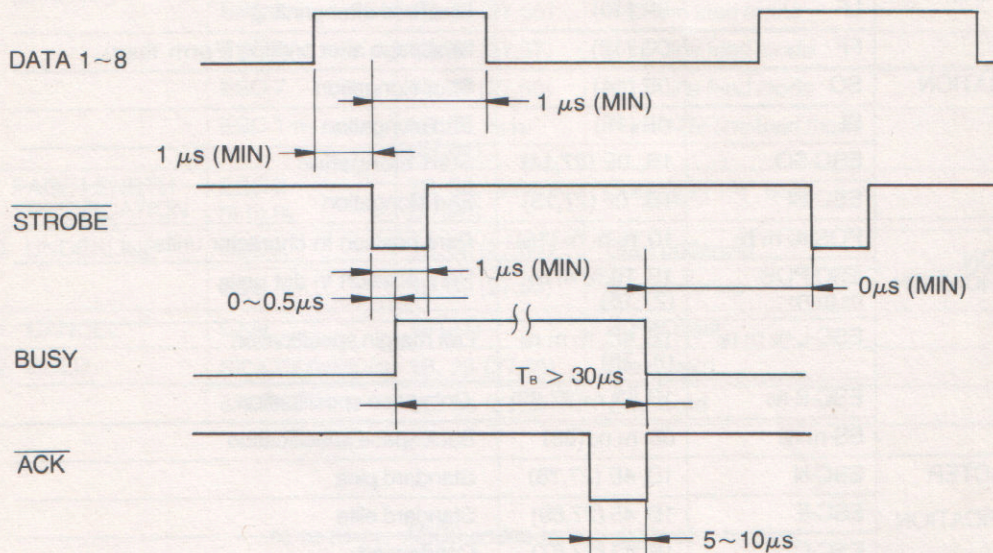 DATA 1~8
1 μs (MIN)
1 μs (MIN)
STROBE
1 μs (MIN)
0~0.5μs
0μs (MIN)
BUSY
TB > 30μs
ACK
5~10μs